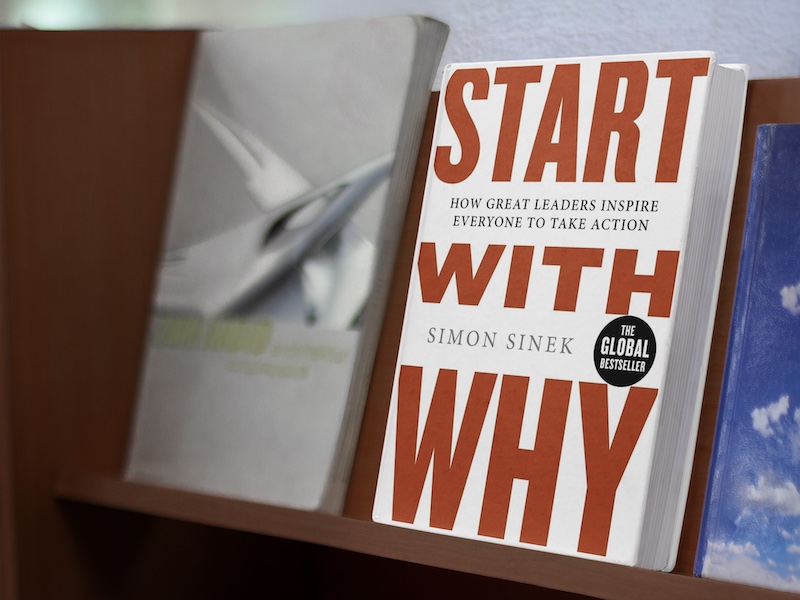 START
HOW GREAT LEADERS INSPIRE
EVERYONE TO TAKE ACTION
WITH
SIMON SINEK
THE
GLOBAL
BESTSELLER
WHY